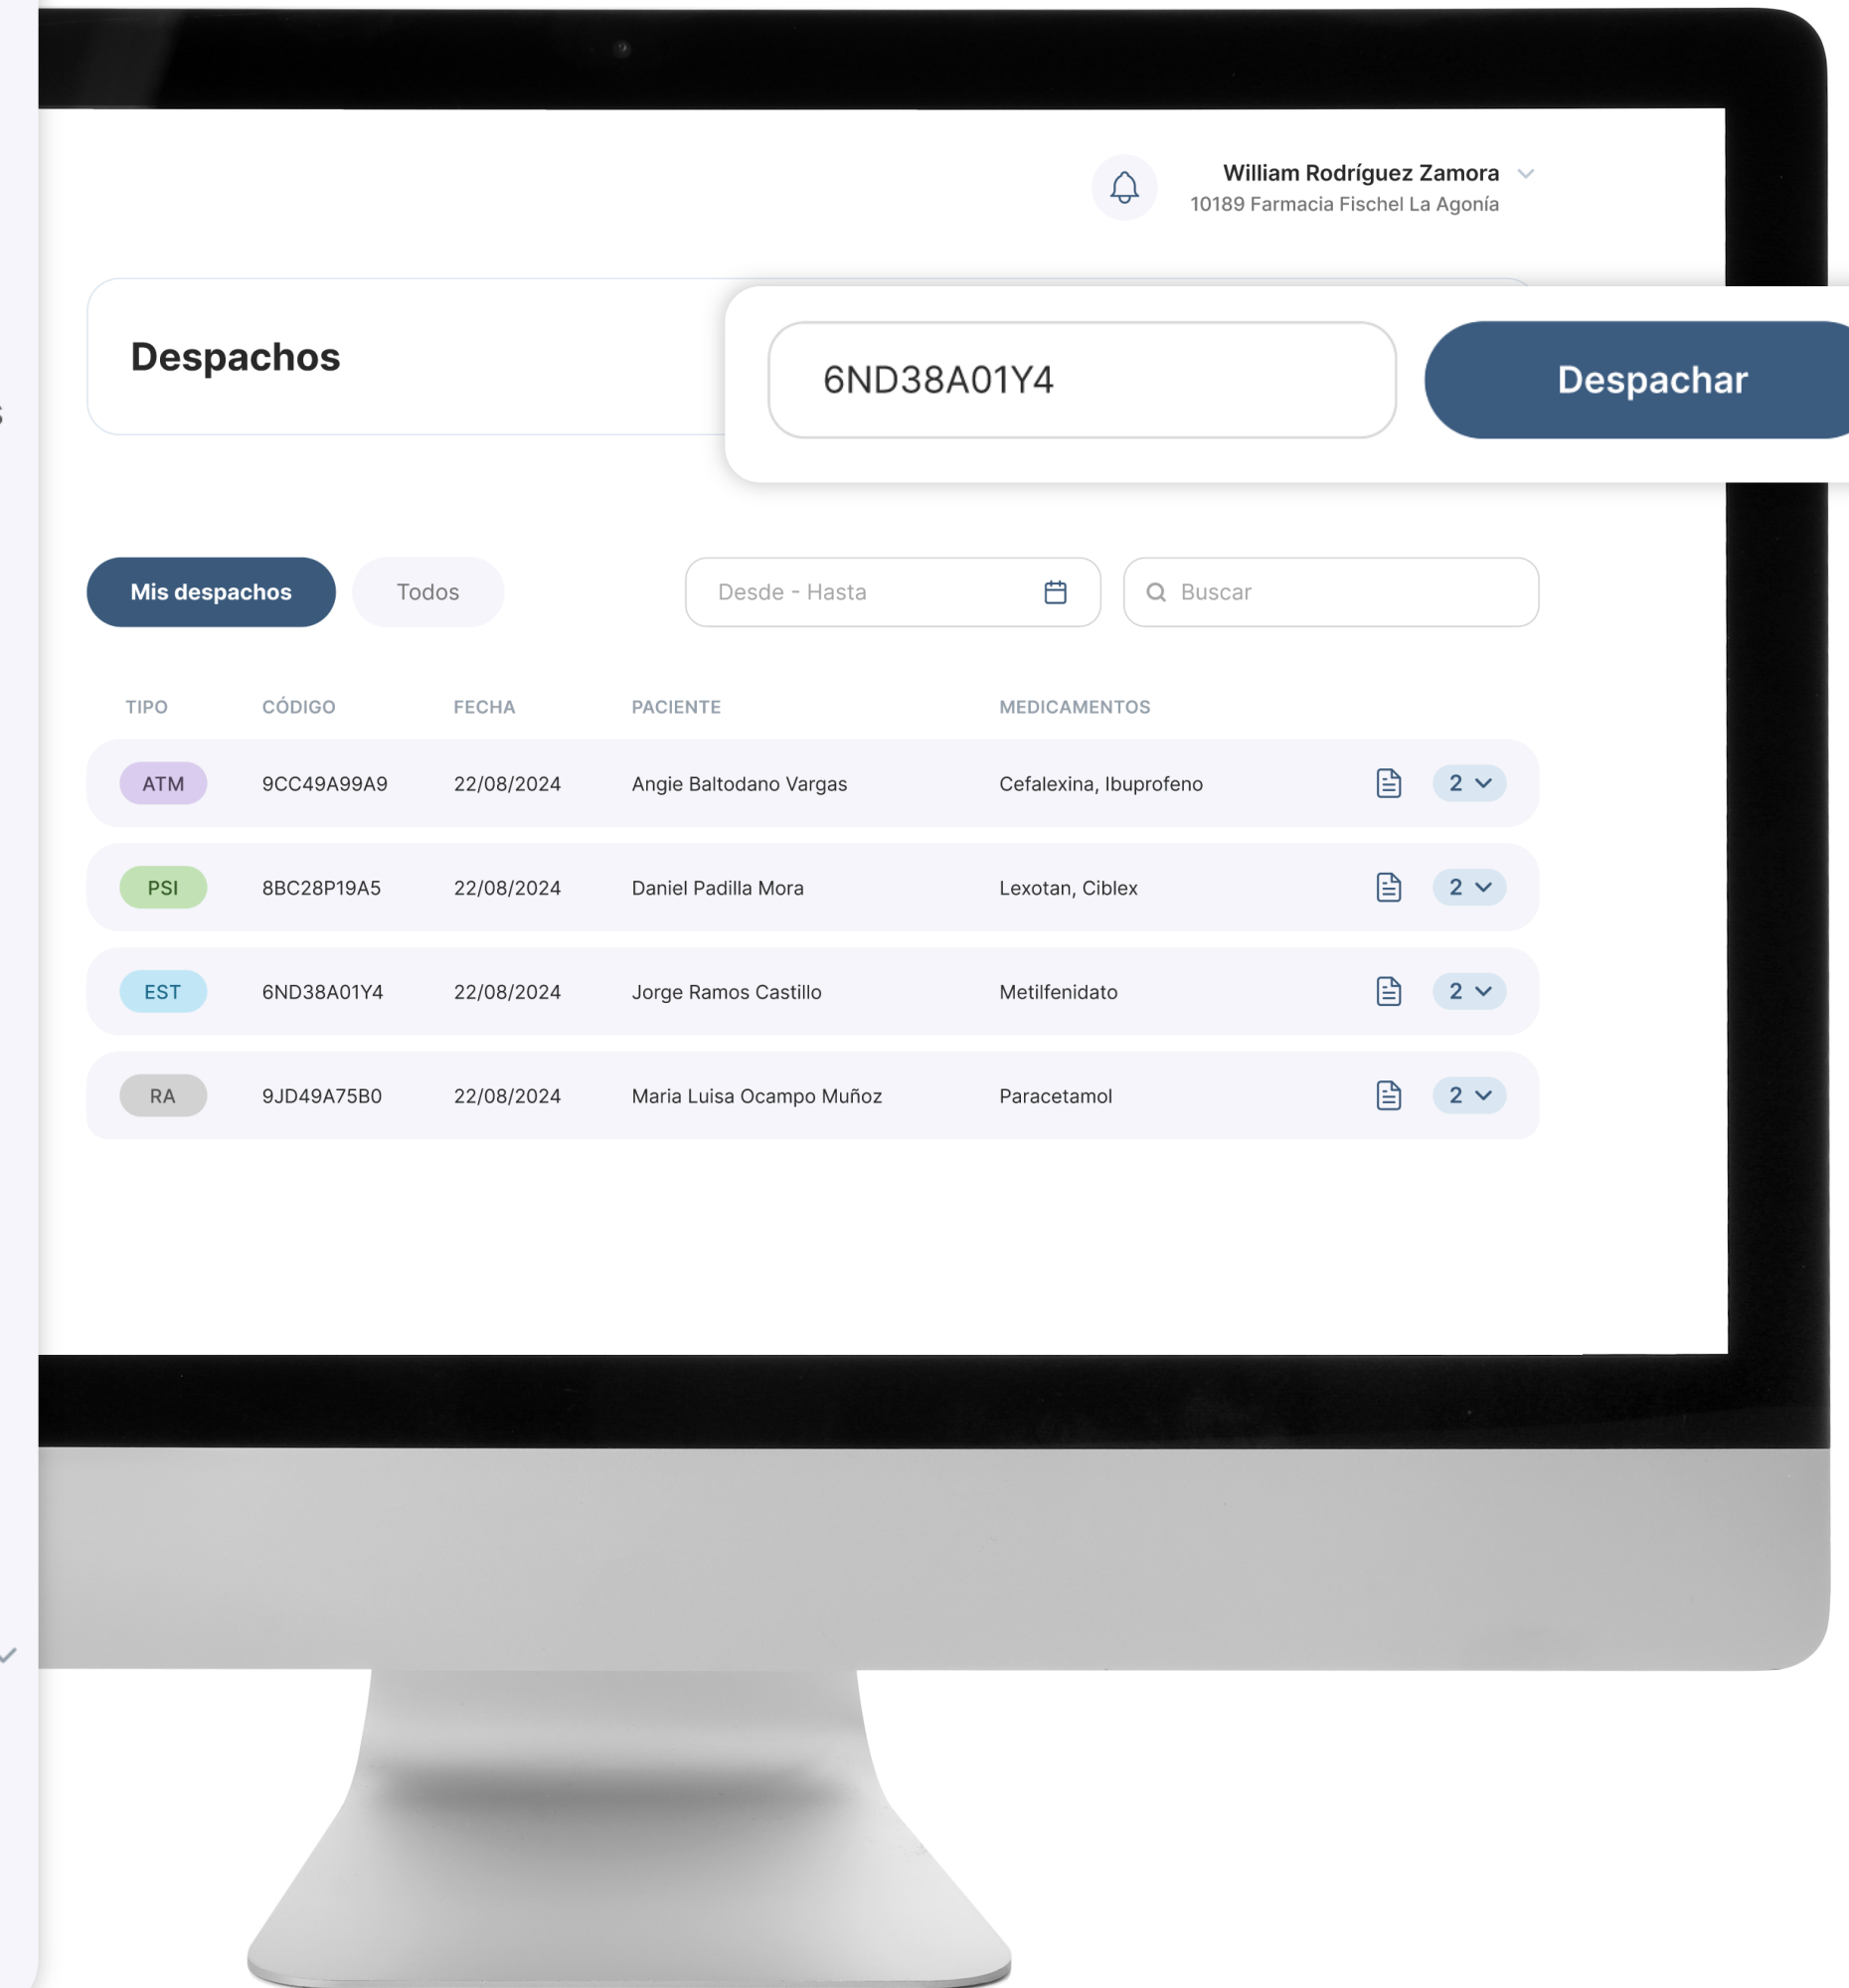 William Rodríguez Zamora
10189 Farmacia Fischel La Agonía
Despachos
6ND38A01Y4
Despachar
Mis despachos
Todos
Desde - Hasta
Buscar
TIPO CÓDIGO FECHA PACIENTE MEDICAMENTOS
ATM 9CC49A99A9 22/08/2024 Angie Baltodano Vargas Cefalexina, Ibuprofeno 2
PSI 8BC28P19A5 22/08/2024 Daniel Padilla Mora Lexotan, Ciblex 2
EST 6ND38A01Y4 22/08/2024 Jorge Ramos Castillo Metilfenidato 2
RA 9JD49A75B0 22/08/2024 Maria Luisa Ocampo Muñoz Paracetamol 2